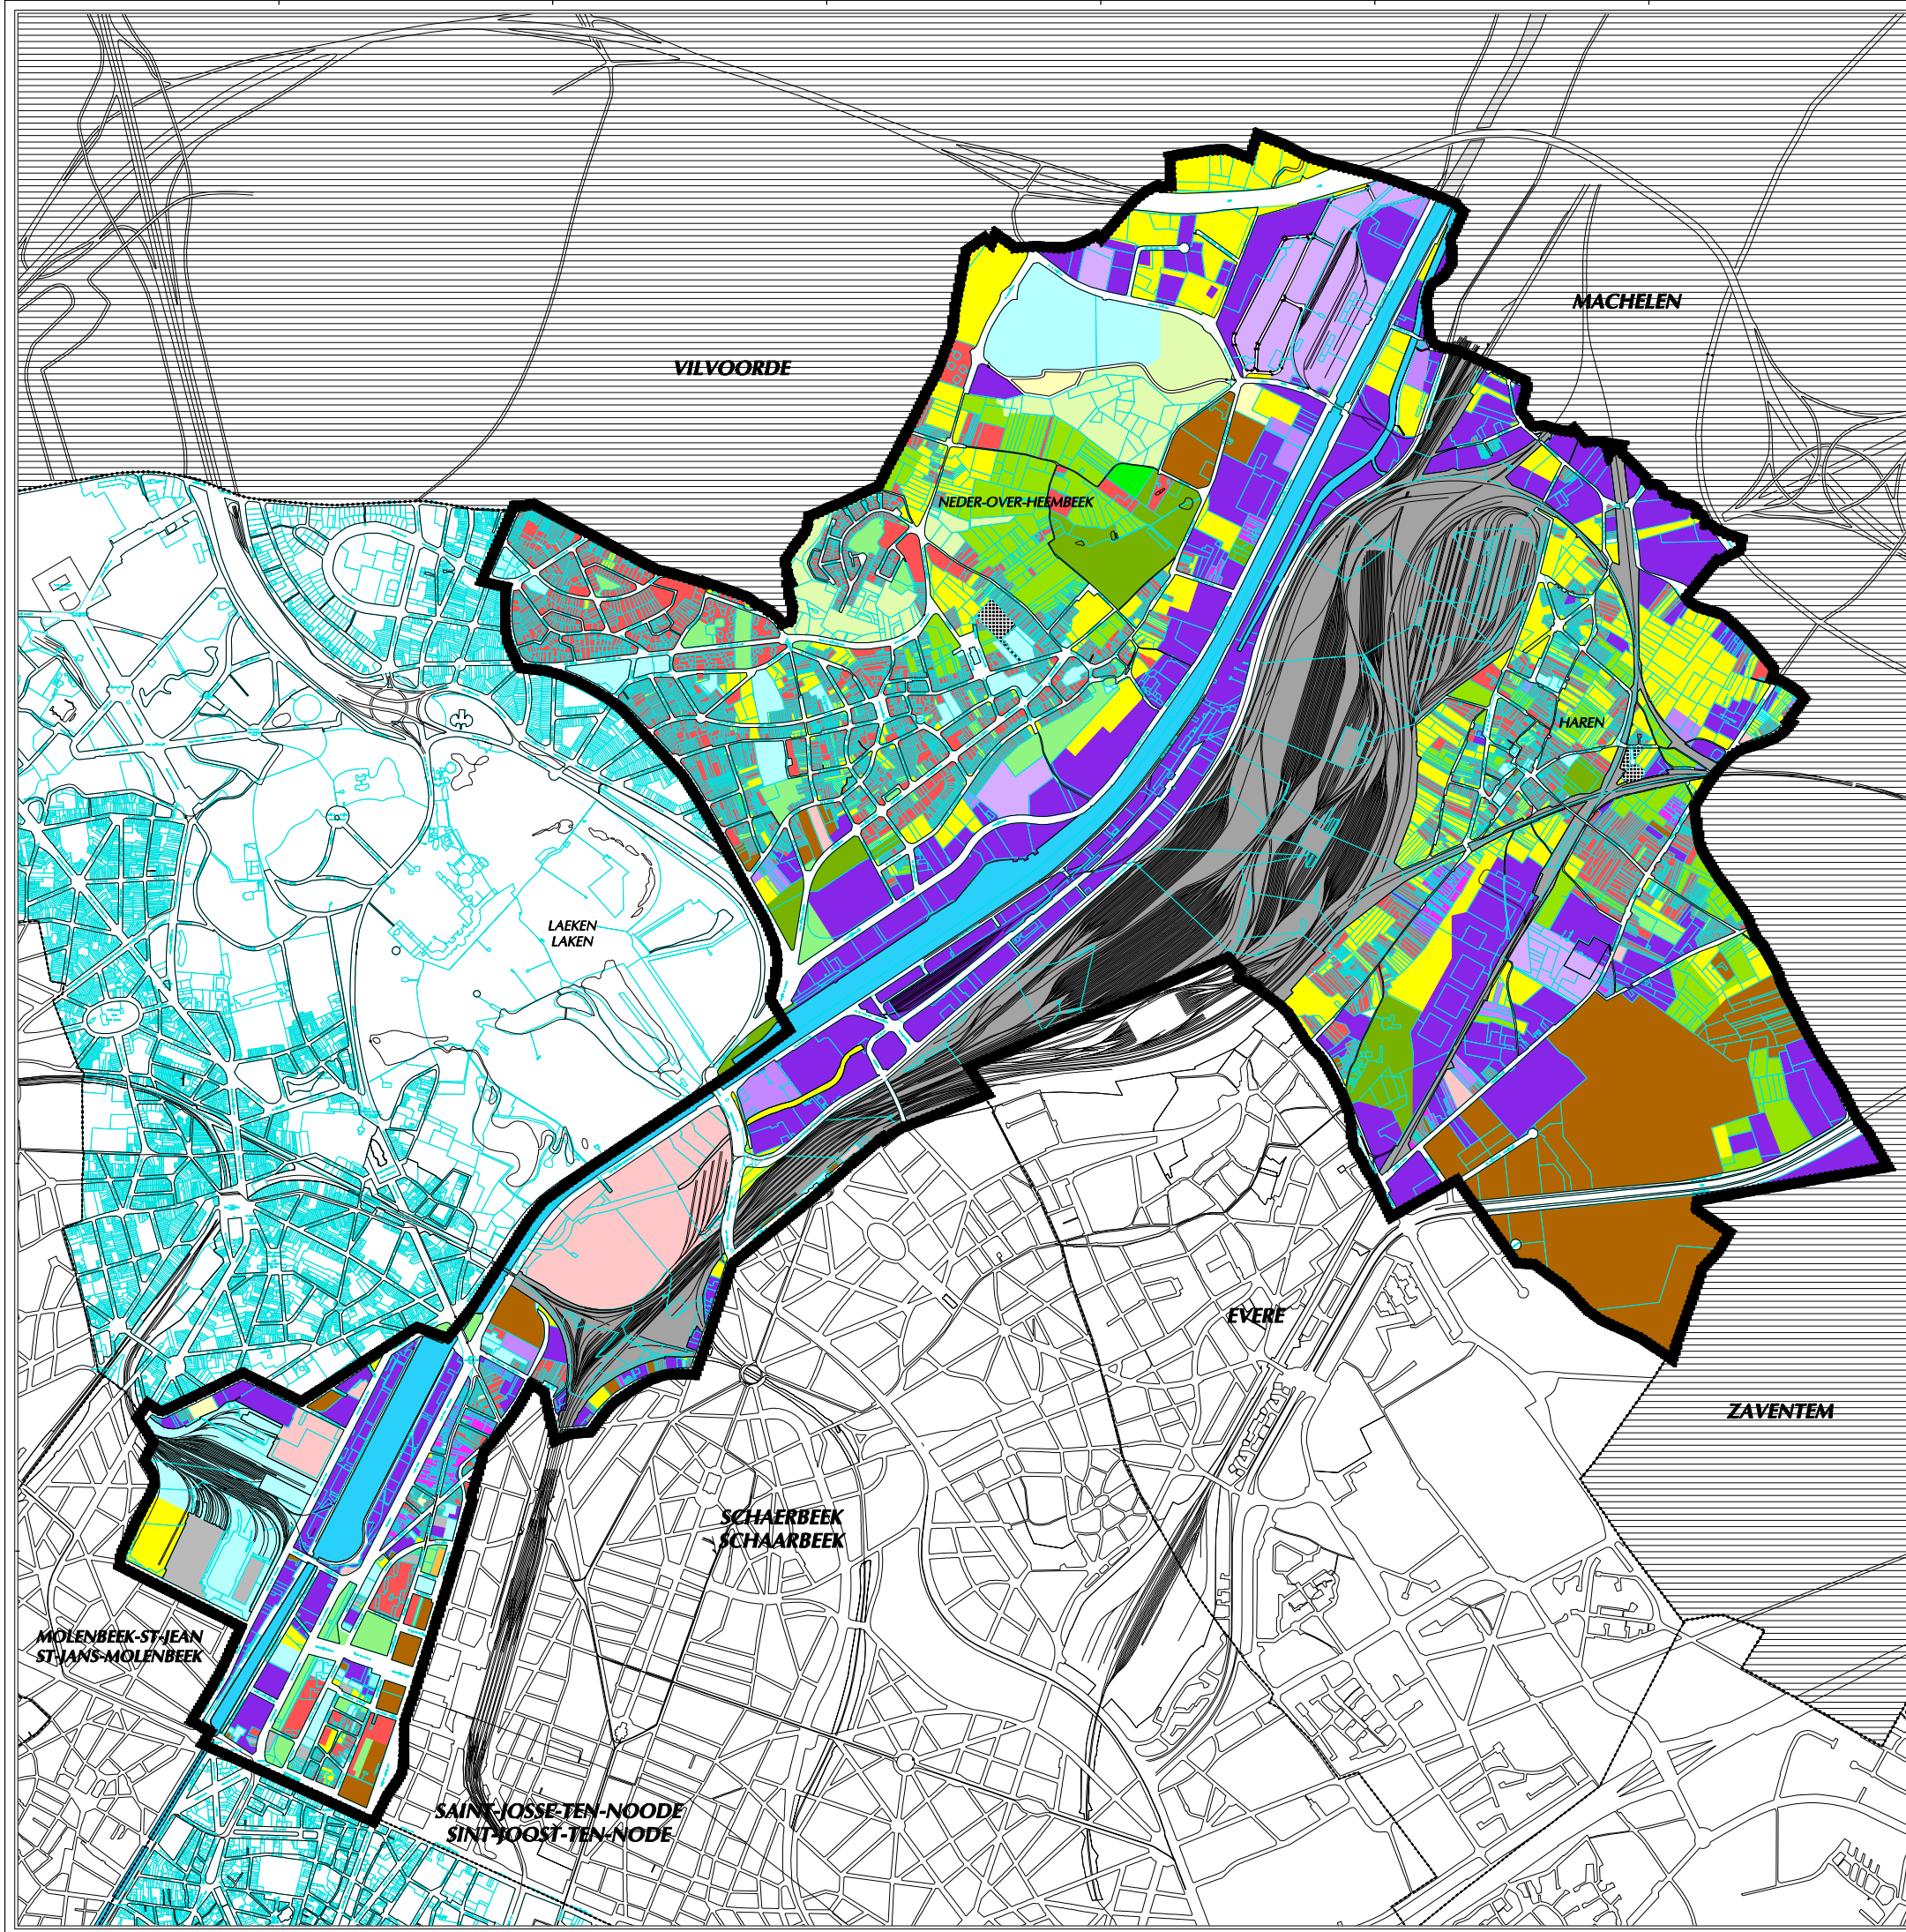 MACHELEN
VILVOORDE
NEDER-OVER-HEEMBEEK
HAREN
LAEKEN
LAKEN
EVERE
ZAVENTEM
SCHAERBEEK
SCHAARBEEK
MOLENBEEK-ST-JEAN
ST-JANS-MOLENBEEK
SAINT-JOSSE-TEN-NOODE
SINT-JOOST-TEN-NODE